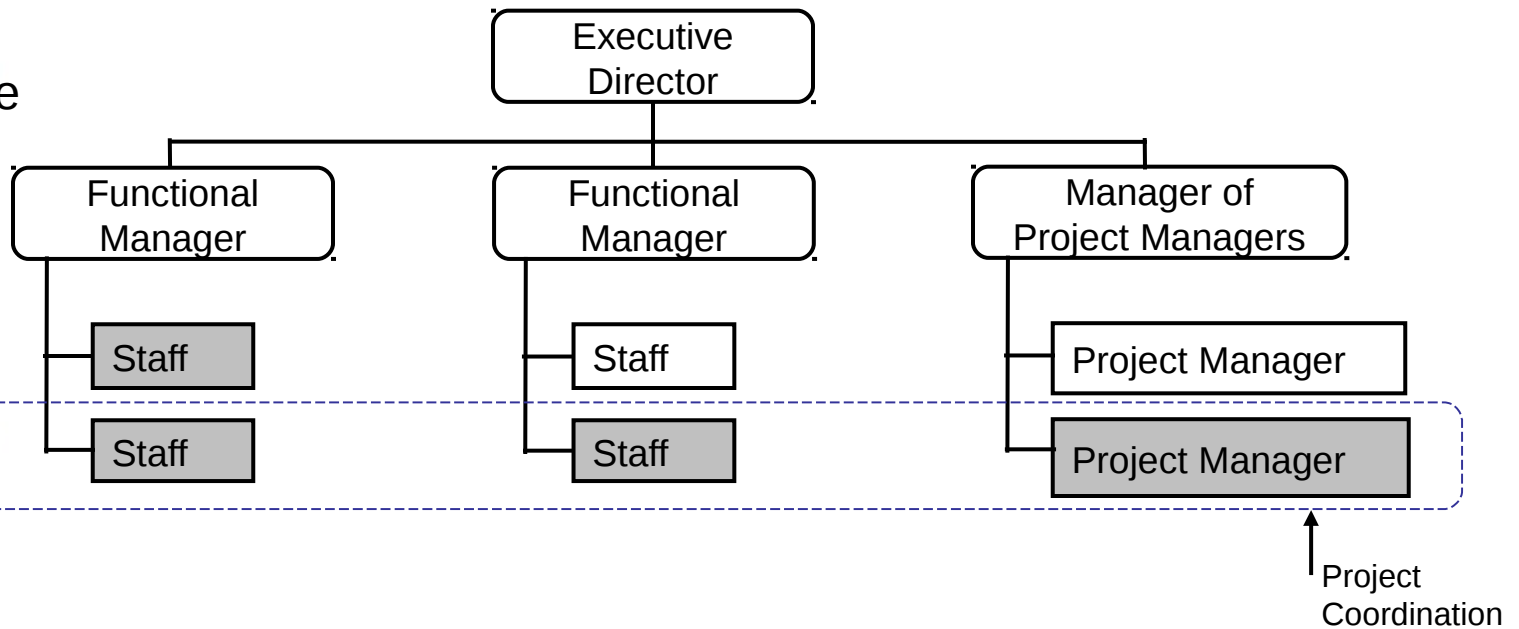 Executive
Director
e
Functional
Manager
Functional
Manager
Manager of
Project Managers
Staff
Staff
Project Manager
Staff
Staff
Project Manager
Project
Coordination